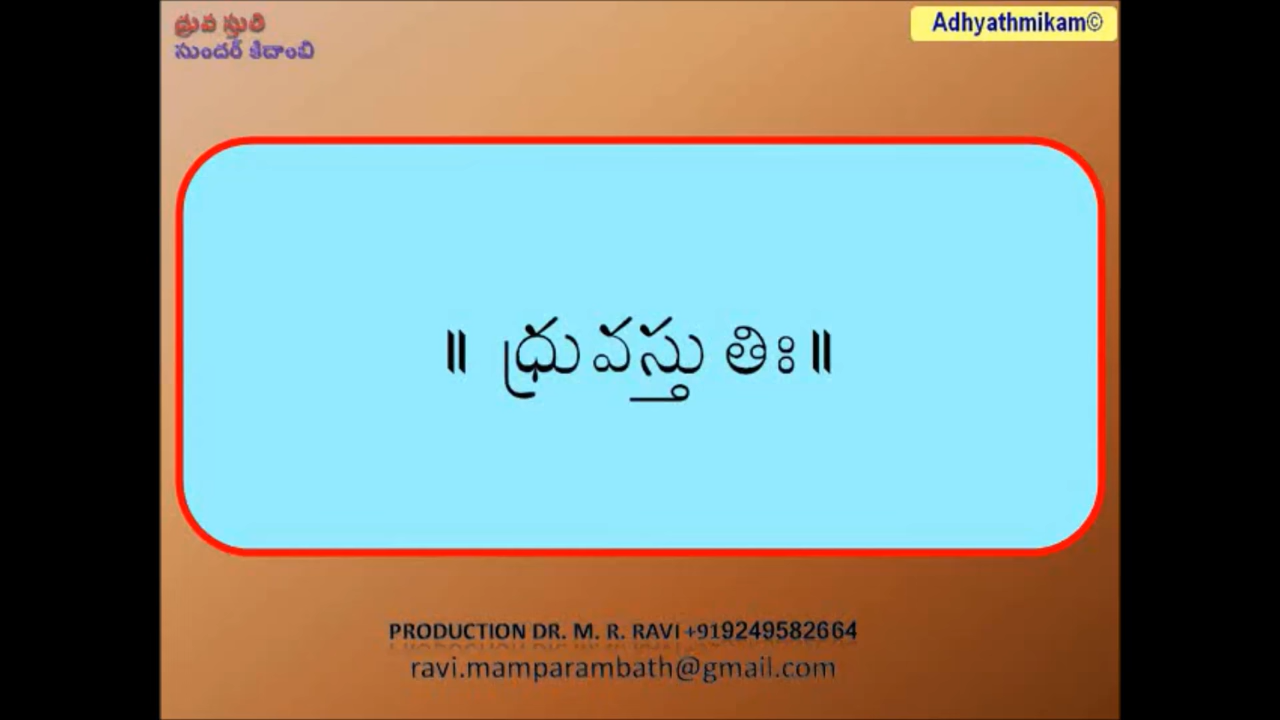 ధ్రువ స్తుతి
సుందర్ కిదాంబి
Adhyathmikam©
॥ ధ్రువస్తుతిః॥
PRODUCTION DR. M. R. RAVI +919249582664
ravi.mamparambath@gmail.com